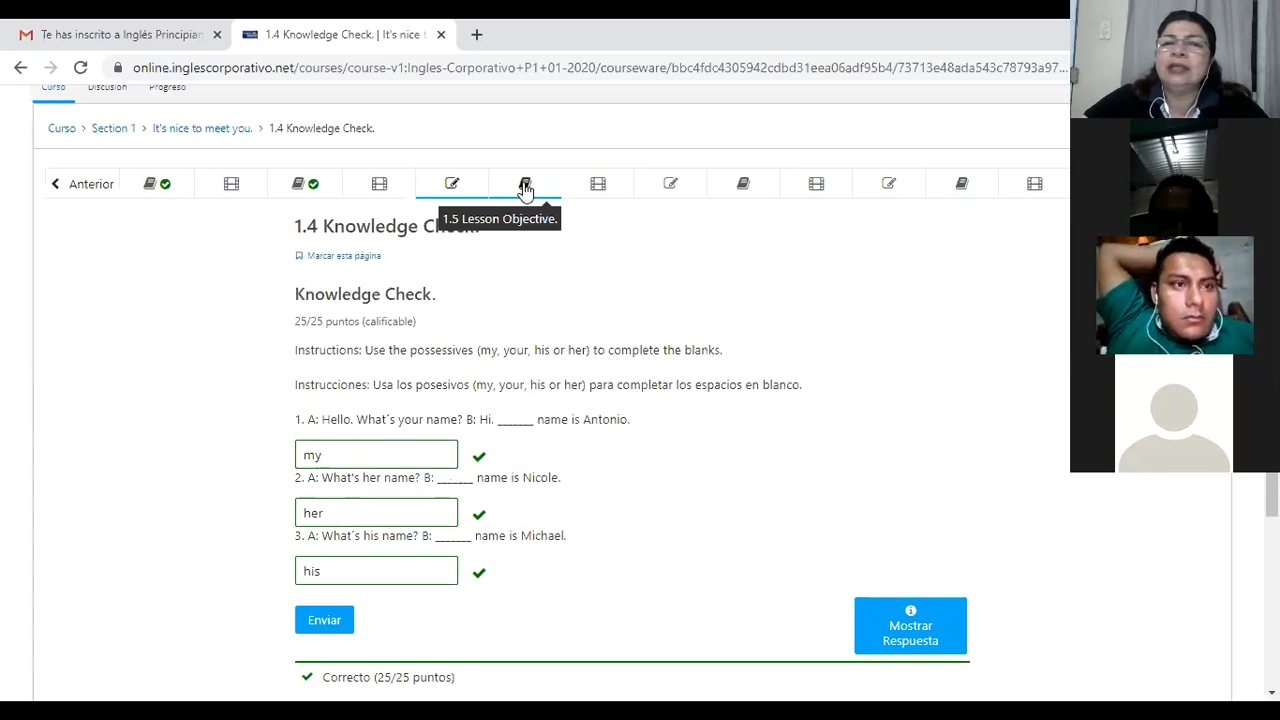 Te has inscrito a Inglés Principian
1.4 Knowledge Check. | It's nice t
online.inglescorporativo.net/courses/course-v1:Ingles-Corporativo+P1+01-2020/courseware/bbc4fdc4305942cdbd31eea06adf95b4/73713e48ada543c78793a97...
Curso Discusión Progreso
Curso > Section 1 > It's nice to meet you. > 1.4 Knowledge Check.
Anterior
1.5 Lesson Objective.
1.4 Knowledge Check.
Marcar esta página
Knowledge Check.
25/25 puntos (calificable)
Instructions: Use the possessives (my, your, his or her) to complete the blanks.
Instrucciones: Usa los posesivos (my, your, his or her) para completar los espacios en blanco.
1. A: Hello. What´s your name? B: Hi. _______ name is Antonio.
my
2. A: What's her name? B: _______ name is Nicole.
her
3. A: What´s his name? B: _______ name is Michael.
his
Enviar
Mostrar
Respuesta
Correcto (25/25 puntos)